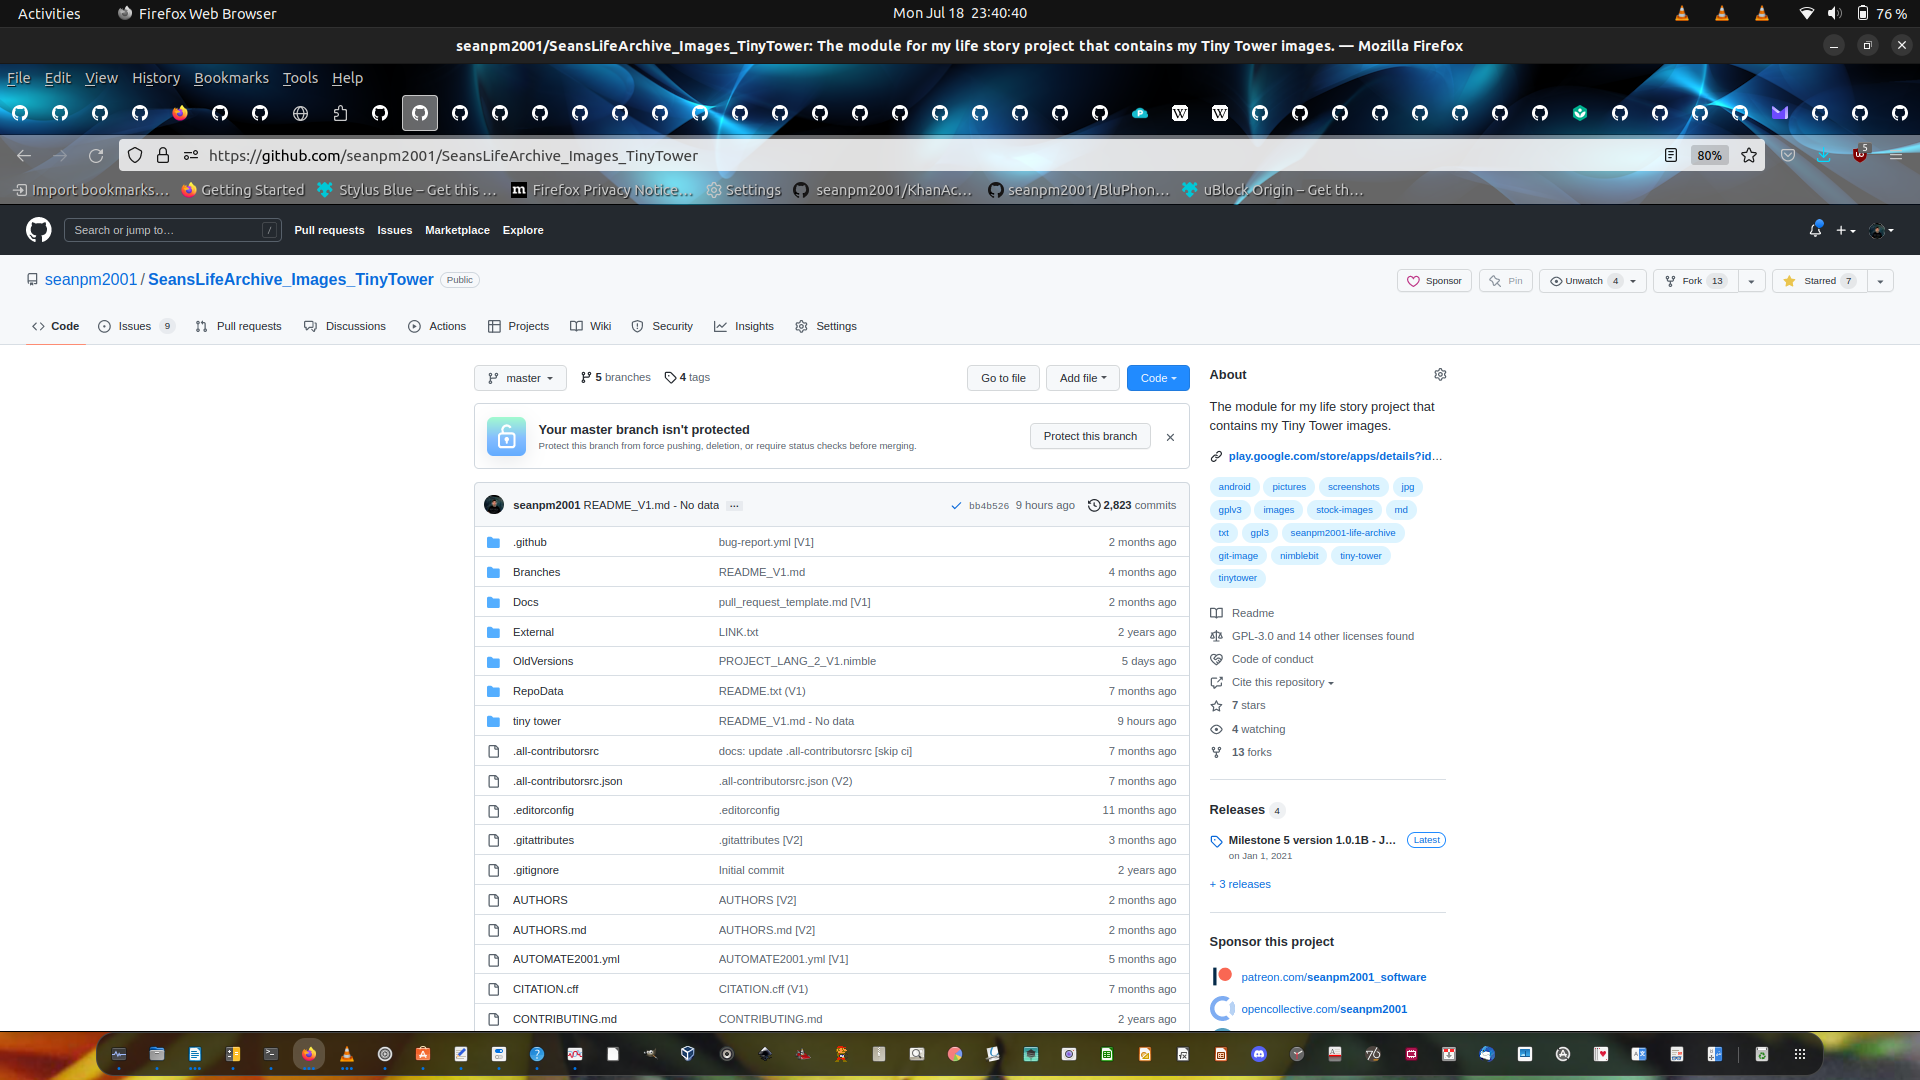 Activities Firefox Web Browser Mon Jul 18 23:40:40 76 %
seanpm2001/SeansLifeArchive_Images_TinyTower: The module for my life story project that contains my Tiny Tower images. — Mozilla Firefox
File Edit View History Bookmarks Tools Help
https://github.com/seanpm2001/SeansLifeArchive_Images_TinyTower 80% 5
Import bookmarks… Getting Started Stylus Blue – Get this … Firefox Privacy Notice… Settings seanpm2001/KhanAc… seanpm2001/BluPhon… uBlock Origin – Get th…
Search or jump to… / Pull requests Issues Marketplace Explore
seanpm2001 / SeansLifeArchive_Images_TinyTower Public Sponsor Pin Unwatch 4 Fork 13 Starred 7
Code Issues 9 Pull requests Discussions Actions Projects Wiki Security Insights Settings
master 5 branches 4 tags Go to file Add file Code
Your master branch isn't protected
Protect this branch from force pushing, deletion, or require status checks before merging.
Protect this branch
seanpm2001 README_V1.md - No data … bb4b526 9 hours ago 2,823 commits
.github bug-report.yml [V1] 2 months ago
Branches README_V1.md 4 months ago
Docs pull_request_template.md [V1] 2 months ago
External LINK.txt 2 years ago
OldVersions PROJECT_LANG_2_V1.nimble 5 days ago
RepoData README.txt (V1) 7 months ago
tiny tower README_V1.md - No data 9 hours ago
.all-contributorsrc docs: update .all-contributorsrc [skip ci] 7 months ago
.all-contributorsrc.json .all-contributorsrc.json (V2) 7 months ago
.editorconfig .editorconfig 11 months ago
.gitattributes .gitattributes [V2] 3 months ago
.gitignore Initial commit 2 years ago
AUTHORS AUTHORS [V2] 2 months ago
AUTHORS.md AUTHORS.md [V2] 2 months ago
AUTOMATE2001.yml AUTOMATE2001.yml [V1] 5 months ago
CITATION.cff CITATION.cff (V1) 7 months ago
CONTRIBUTING.md CONTRIBUTING.md 2 years ago
About
The module for my life story project that
contains my Tiny Tower images.
play.google.com/store/apps/details?id…
android pictures screenshots jpg
gplv3 images stock-images md
txt gpl3 seanpm2001-life-archive
git-image nimblebit tiny-tower
tinytower
Readme
GPL-3.0 and 14 other licenses found
Code of conduct
Cite this repository
7 stars
4 watching
13 forks
Releases 4
Milestone 5 version 1.0.1B - J… Latest
on Jan 1, 2021
+ 3 releases
Sponsor this project
patreon.com/seanpm2001_software
opencollective.com/seanpm2001